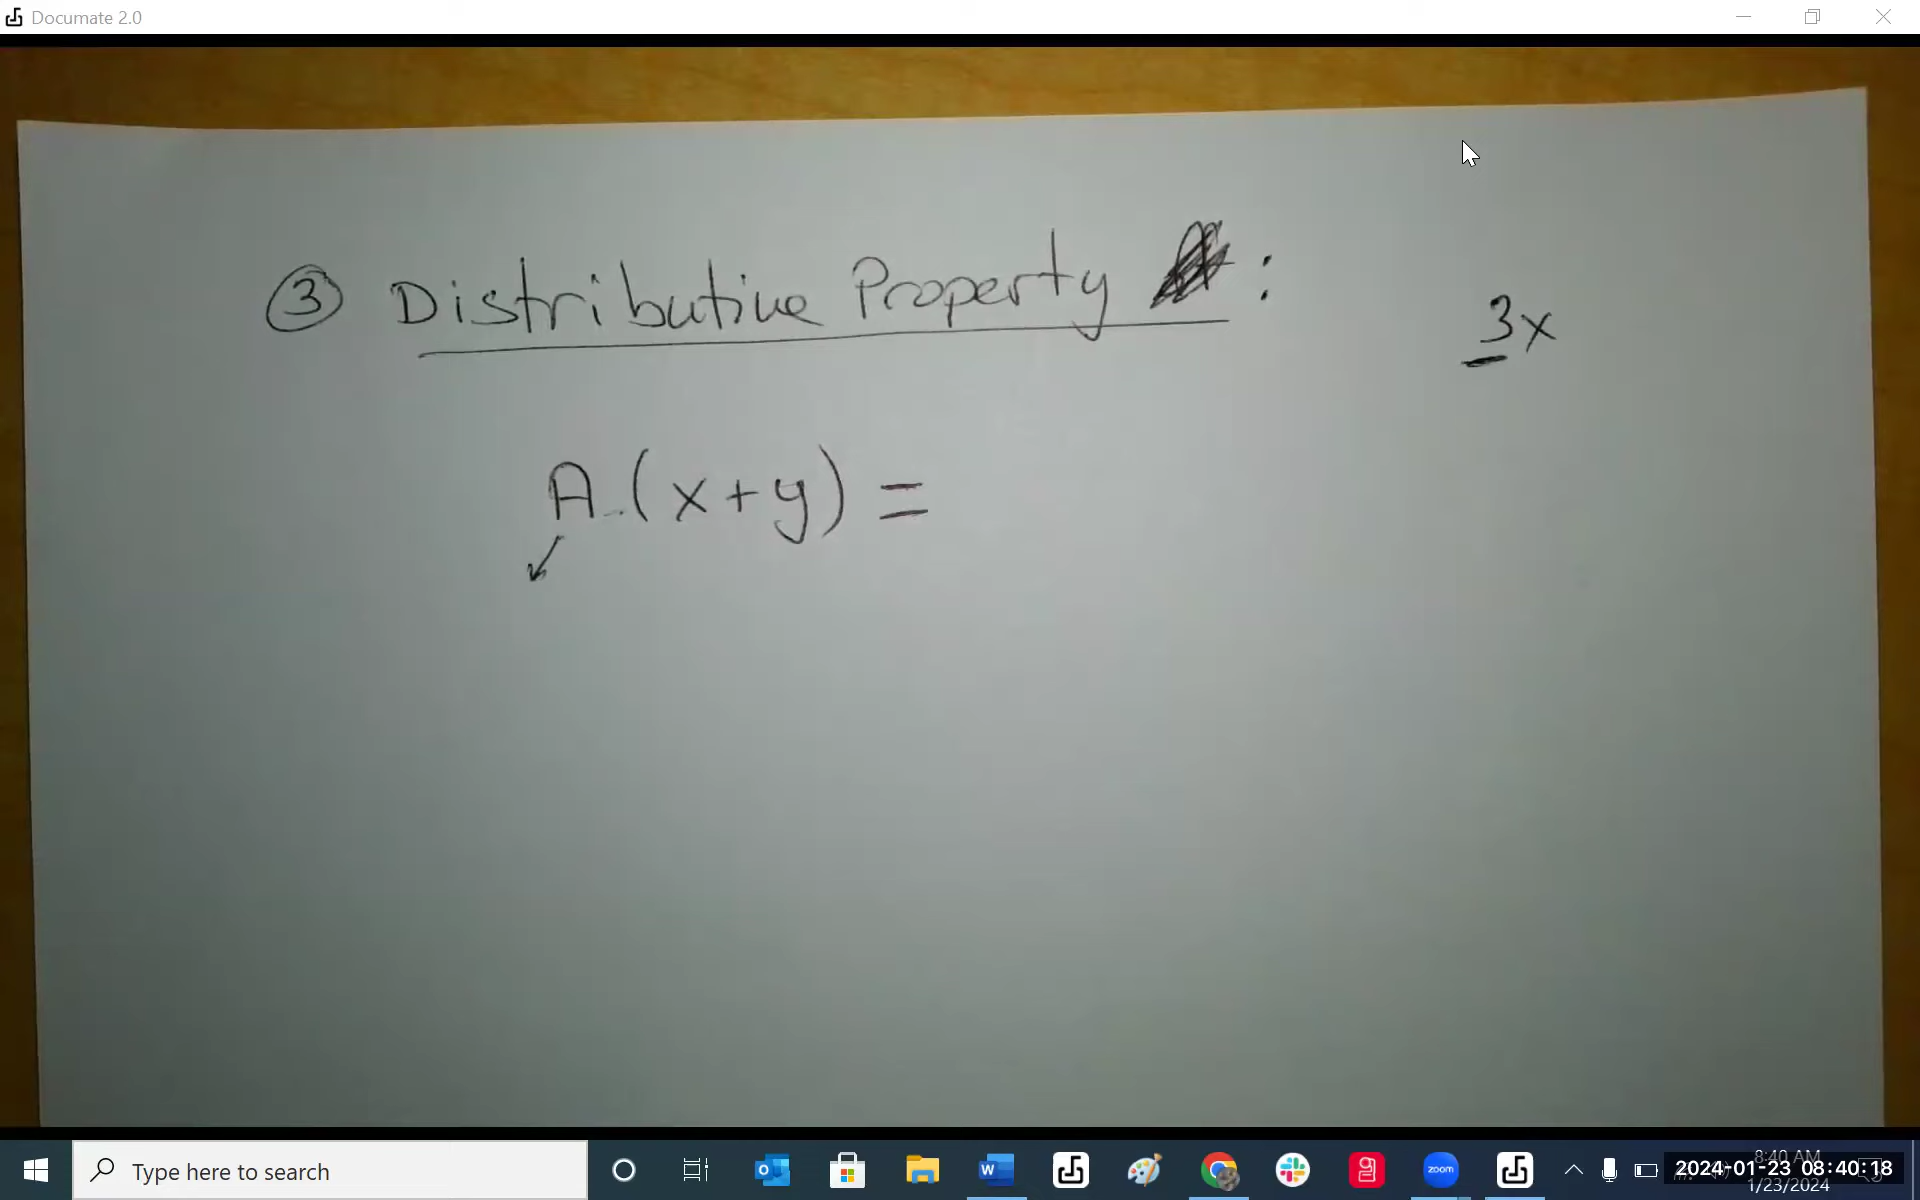 Documate 2.0
③ Distributive Property :
3x
A.(x+y) =
Type here to search
zoom
8:40 AM
2024-01-23 08:40:18
1/23/2024